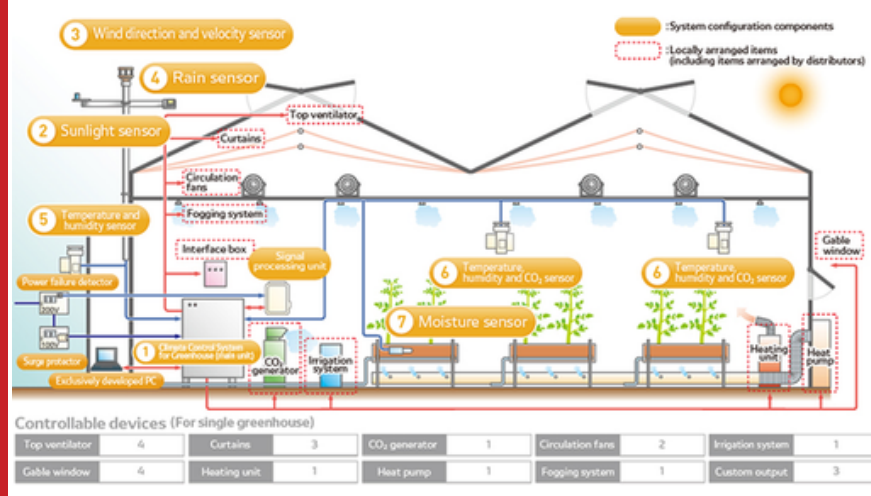 3 Wind direction and velocity sensor
:System configuration components
:Locally arranged items
(including items arranged by distributors)
4 Rain sensor
Top ventilator
2 Sunlight sensor
Curtains
Circulation
fans
5 Temperature and
humidity sensor
Fogging system
Interface box
Signal
processing unit
Gable
window
6 Temperature,
humidity and CO₂ sensor
6 Temperature,
humidity and CO₂ sensor
Power failure detector
200V
7 Moisture sensor
100V
1 Climate Control System
for Greenhouse (main unit)
Surge protector
Exclusively developed PC
CO₂
generator
Irrigation
system
Heating
unit
Heat
pump
Controllable devices (For single greenhouse)
Top ventilator 4 Curtains 3 CO₂ generator 1 Circulation fans 2 Irrigation system 1
Gable window 4 Heating unit 1 Heat pump 1 Fogging system 1 Custom output 3